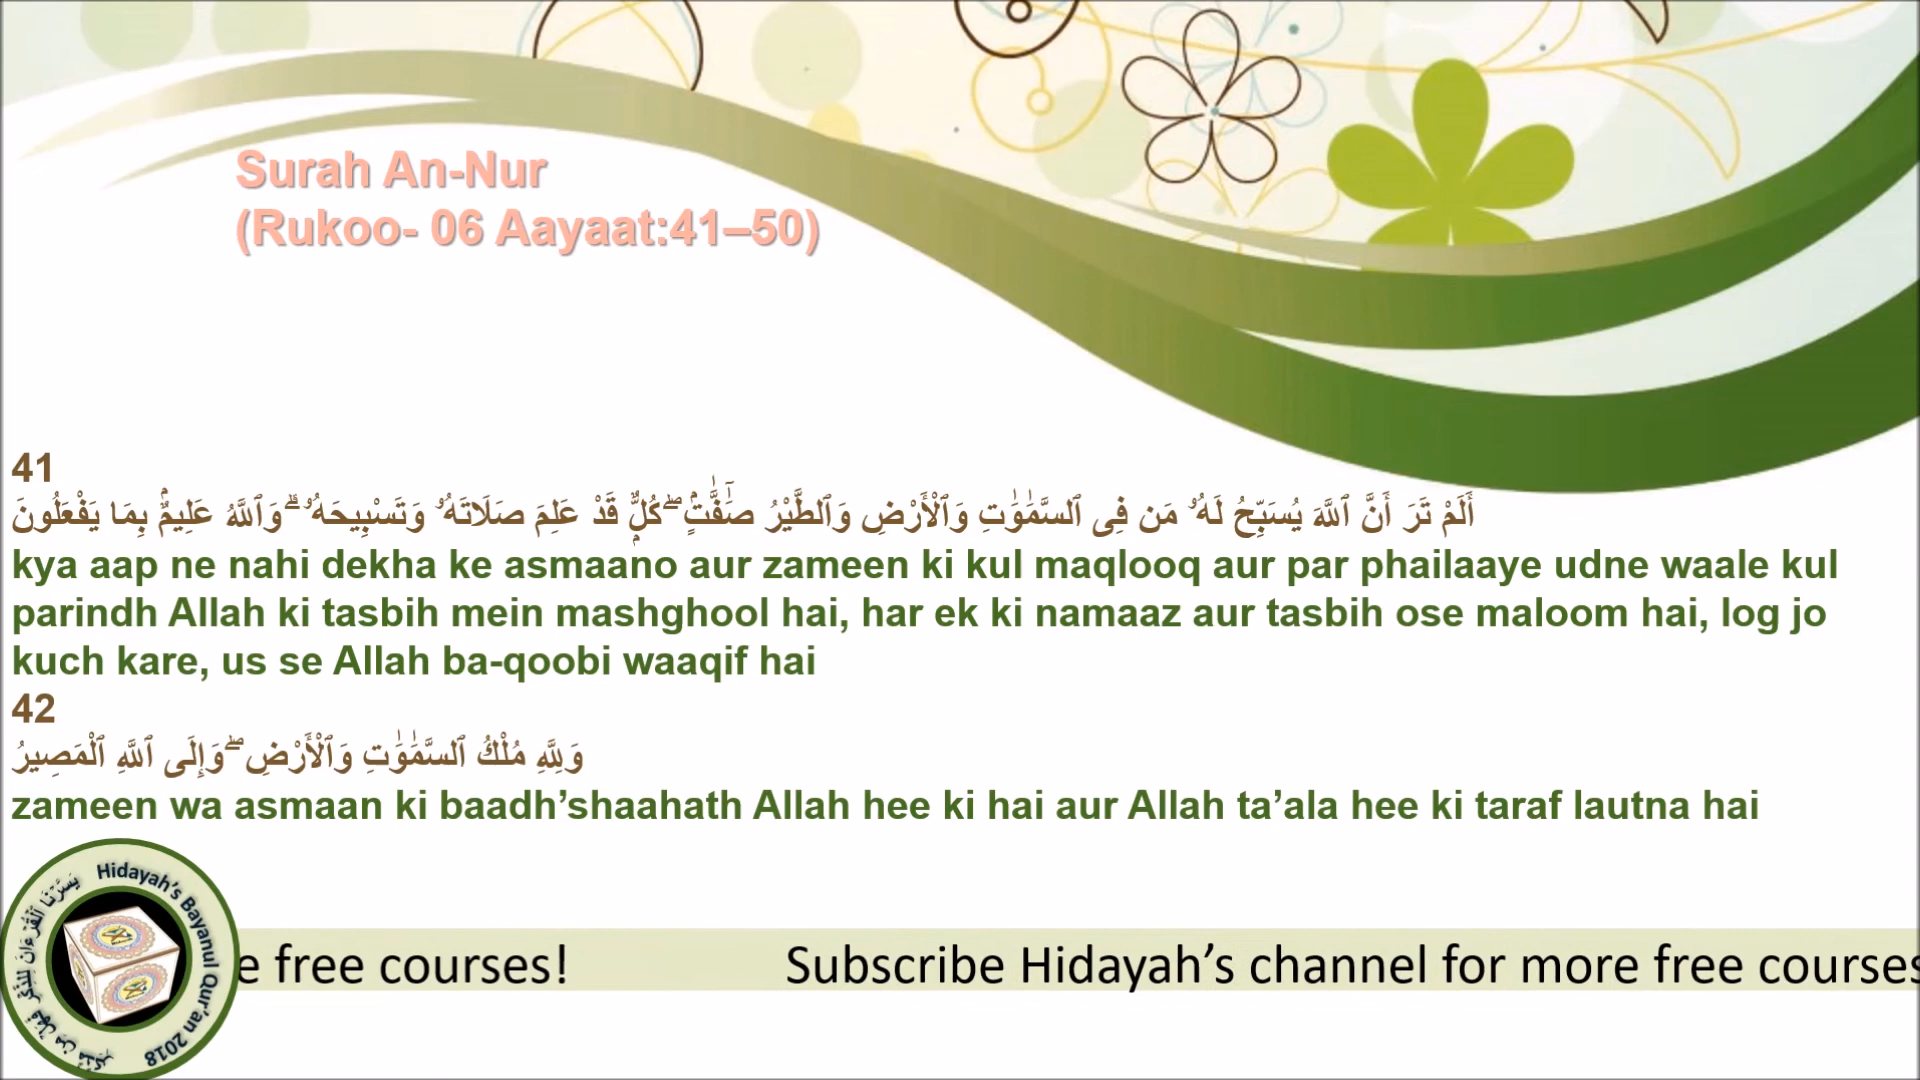 Surah An-Nur
(Rukoo- 06 Aayaat:41–50)
41
أَلَمْ تَرَ أَنَّ ٱللَّهَ يُسَبِّحُ لَهُۥ مَن فِى ٱلسَّمَٰوَٰتِ وَٱلْأَرْضِ وَٱلطَّيْرُ صَٰٓفَّٰتٍۢ ۖ كُلٌّۭ قَدْ عَلِمَ صَلَاتَهُۥ وَتَسْبِيحَهُۥ ۗ وَٱللَّهُ عَلِيمٌۢ بِمَا يَفْعَلُونَ
kya aap ne nahi dekha ke asmaano aur zameen ki kul maqlooq aur par phailaaye udne waale kul
parindh Allah ki tasbih mein mashghool hai, har ek ki namaaz aur tasbih ose maloom hai, log jo
kuch kare, us se Allah ba-qoobi waaqif hai
42
وَلِلَّهِ مُلْكُ ٱلسَّمَٰوَٰتِ وَٱلْأَرْضِ ۖ وَإِلَى ٱللَّهِ ٱلْمَصِيرُ
zameen wa asmaan ki baadh’shaahath Allah hee ki hai aur Allah ta’ala hee ki taraf lautna hai
Hidayah’s Bayanul Qur’an 2018
يَسَّرْنَا ٱلْقُرْءَانَ لِلذِّكْرِ فَهَلْ مِن مُّدَّكِرٍ
e free courses! Subscribe Hidayah’s channel for more free courses